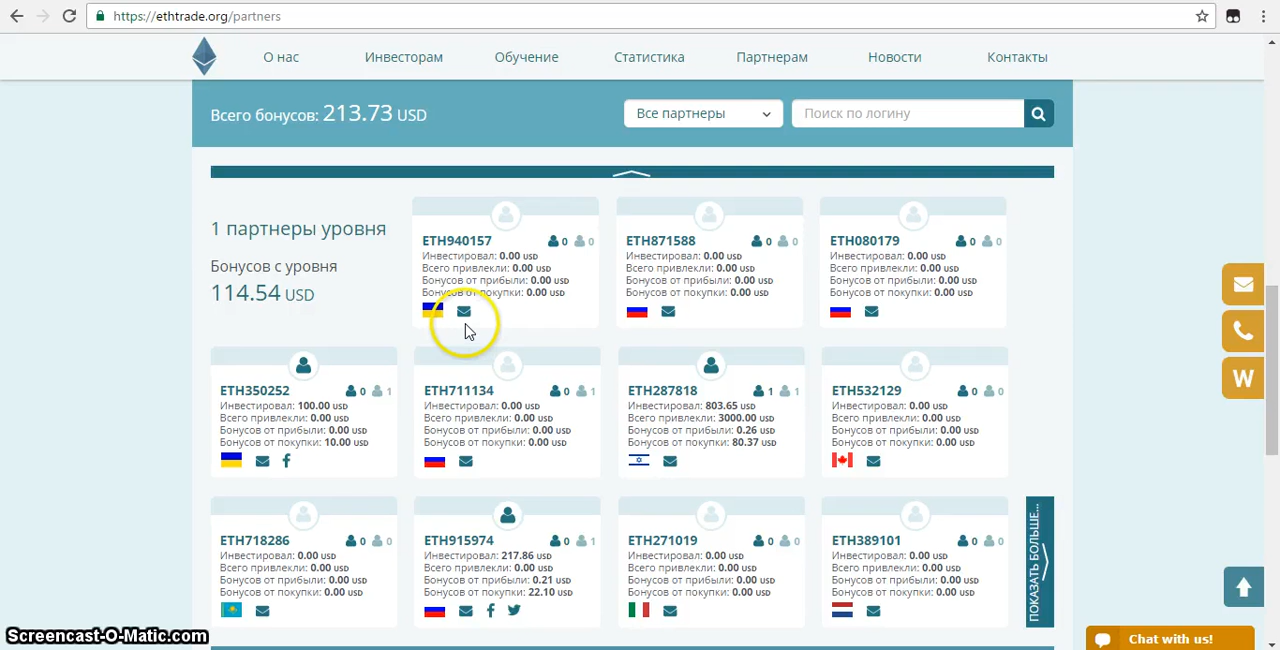 https://ethtrade.org/partners
О нас Инвесторам Обучение Статистика Партнерам Новости Контакты
Всего бонусов: 213.73 USD Все партнеры Поиск по логину
1 партнеры уровня
Бонусов с уровня
114.54 USD
ETH940157 0 0
Инвестировал: 0.00 USD
Всего привлекли: 0.00 USD
Бонусов от прибыли: 0.00 USD
Бонусов от покупки: 0.00 USD
ETH871588 0 0
Инвестировал: 0.00 USD
Всего привлекли: 0.00 USD
Бонусов от прибыли: 0.00 USD
Бонусов от покупки: 0.00 USD
ETH080179 0 0
Инвестировал: 0.00 USD
Всего привлекли: 0.00 USD
Бонусов от прибыли: 0.00 USD
Бонусов от покупки: 0.00 USD
ETH350252 0 1
Инвестировал: 100.00 USD
Всего привлекли: 0.00 USD
Бонусов от прибыли: 0.00 USD
Бонусов от покупки: 10.00 USD
ETH711134 0 1
Инвестировал: 0.00 USD
Всего привлекли: 0.00 USD
Бонусов от прибыли: 0.00 USD
Бонусов от покупки: 0.00 USD
ETH287818 1 1
Инвестировал: 803.65 USD
Всего привлекли: 3000.00 USD
Бонусов от прибыли: 0.26 USD
Бонусов от покупки: 80.37 USD
ETH532129 0 0
Инвестировал: 0.00 USD
Всего привлекли: 0.00 USD
Бонусов от прибыли: 0.00 USD
Бонусов от покупки: 0.00 USD
ETH718286 0 0
Инвестировал: 0.00 USD
Всего привлекли: 0.00 USD
Бонусов от прибыли: 0.00 USD
Бонусов от покупки: 0.00 USD
ETH915974 0 1
Инвестировал: 217.86 USD
Всего привлекли: 0.00 USD
Бонусов от прибыли: 0.21 USD
Бонусов от покупки: 22.10 USD
ETH271019 0 0
Инвестировал: 0.00 USD
Всего привлекли: 0.00 USD
Бонусов от прибыли: 0.00 USD
Бонусов от покупки: 0.00 USD
ETH389101 0 0
Инвестировал: 0.00 USD
Всего привлекли: 0.00 USD
Бонусов от прибыли: 0.00 USD
Бонусов от покупки: 0.00 USD
ПОКАЗАТЬ БОЛЬШЕ...
W
Screencast-O-Matic.com
Chat with us!